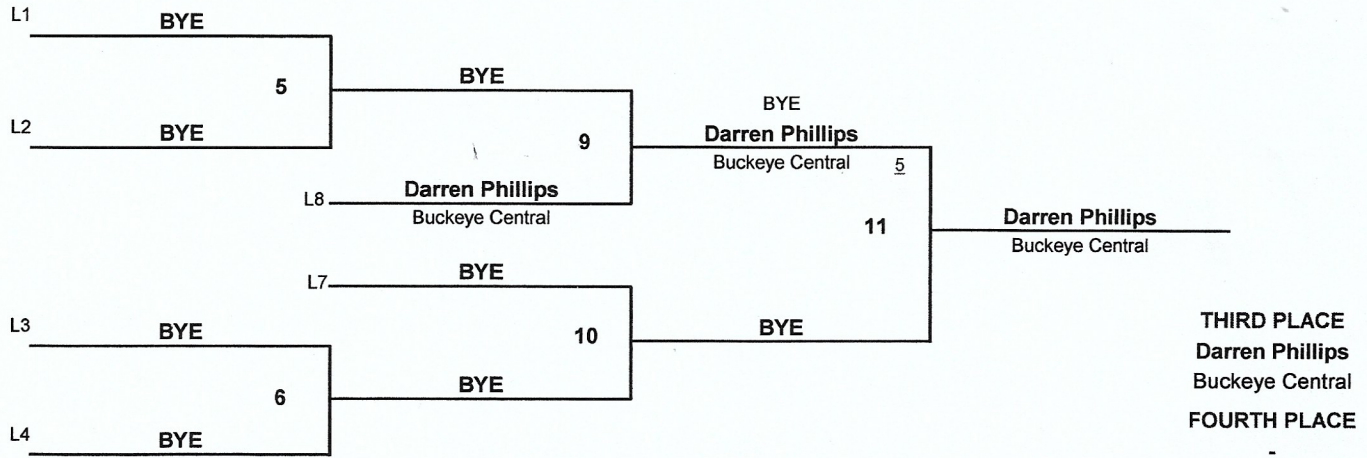 L1
BYE
5
BYE
L2
BYE
9
BYE
Darren Phillips
Buckeye Central
5
L8
Darren Phillips
Buckeye Central
11
Darren Phillips
Buckeye Central
L7
BYE
10
BYE
L3
BYE
6
BYE
L4
BYE
THIRD PLACE
Darren Phillips
Buckeye Central
FOURTH PLACE
-